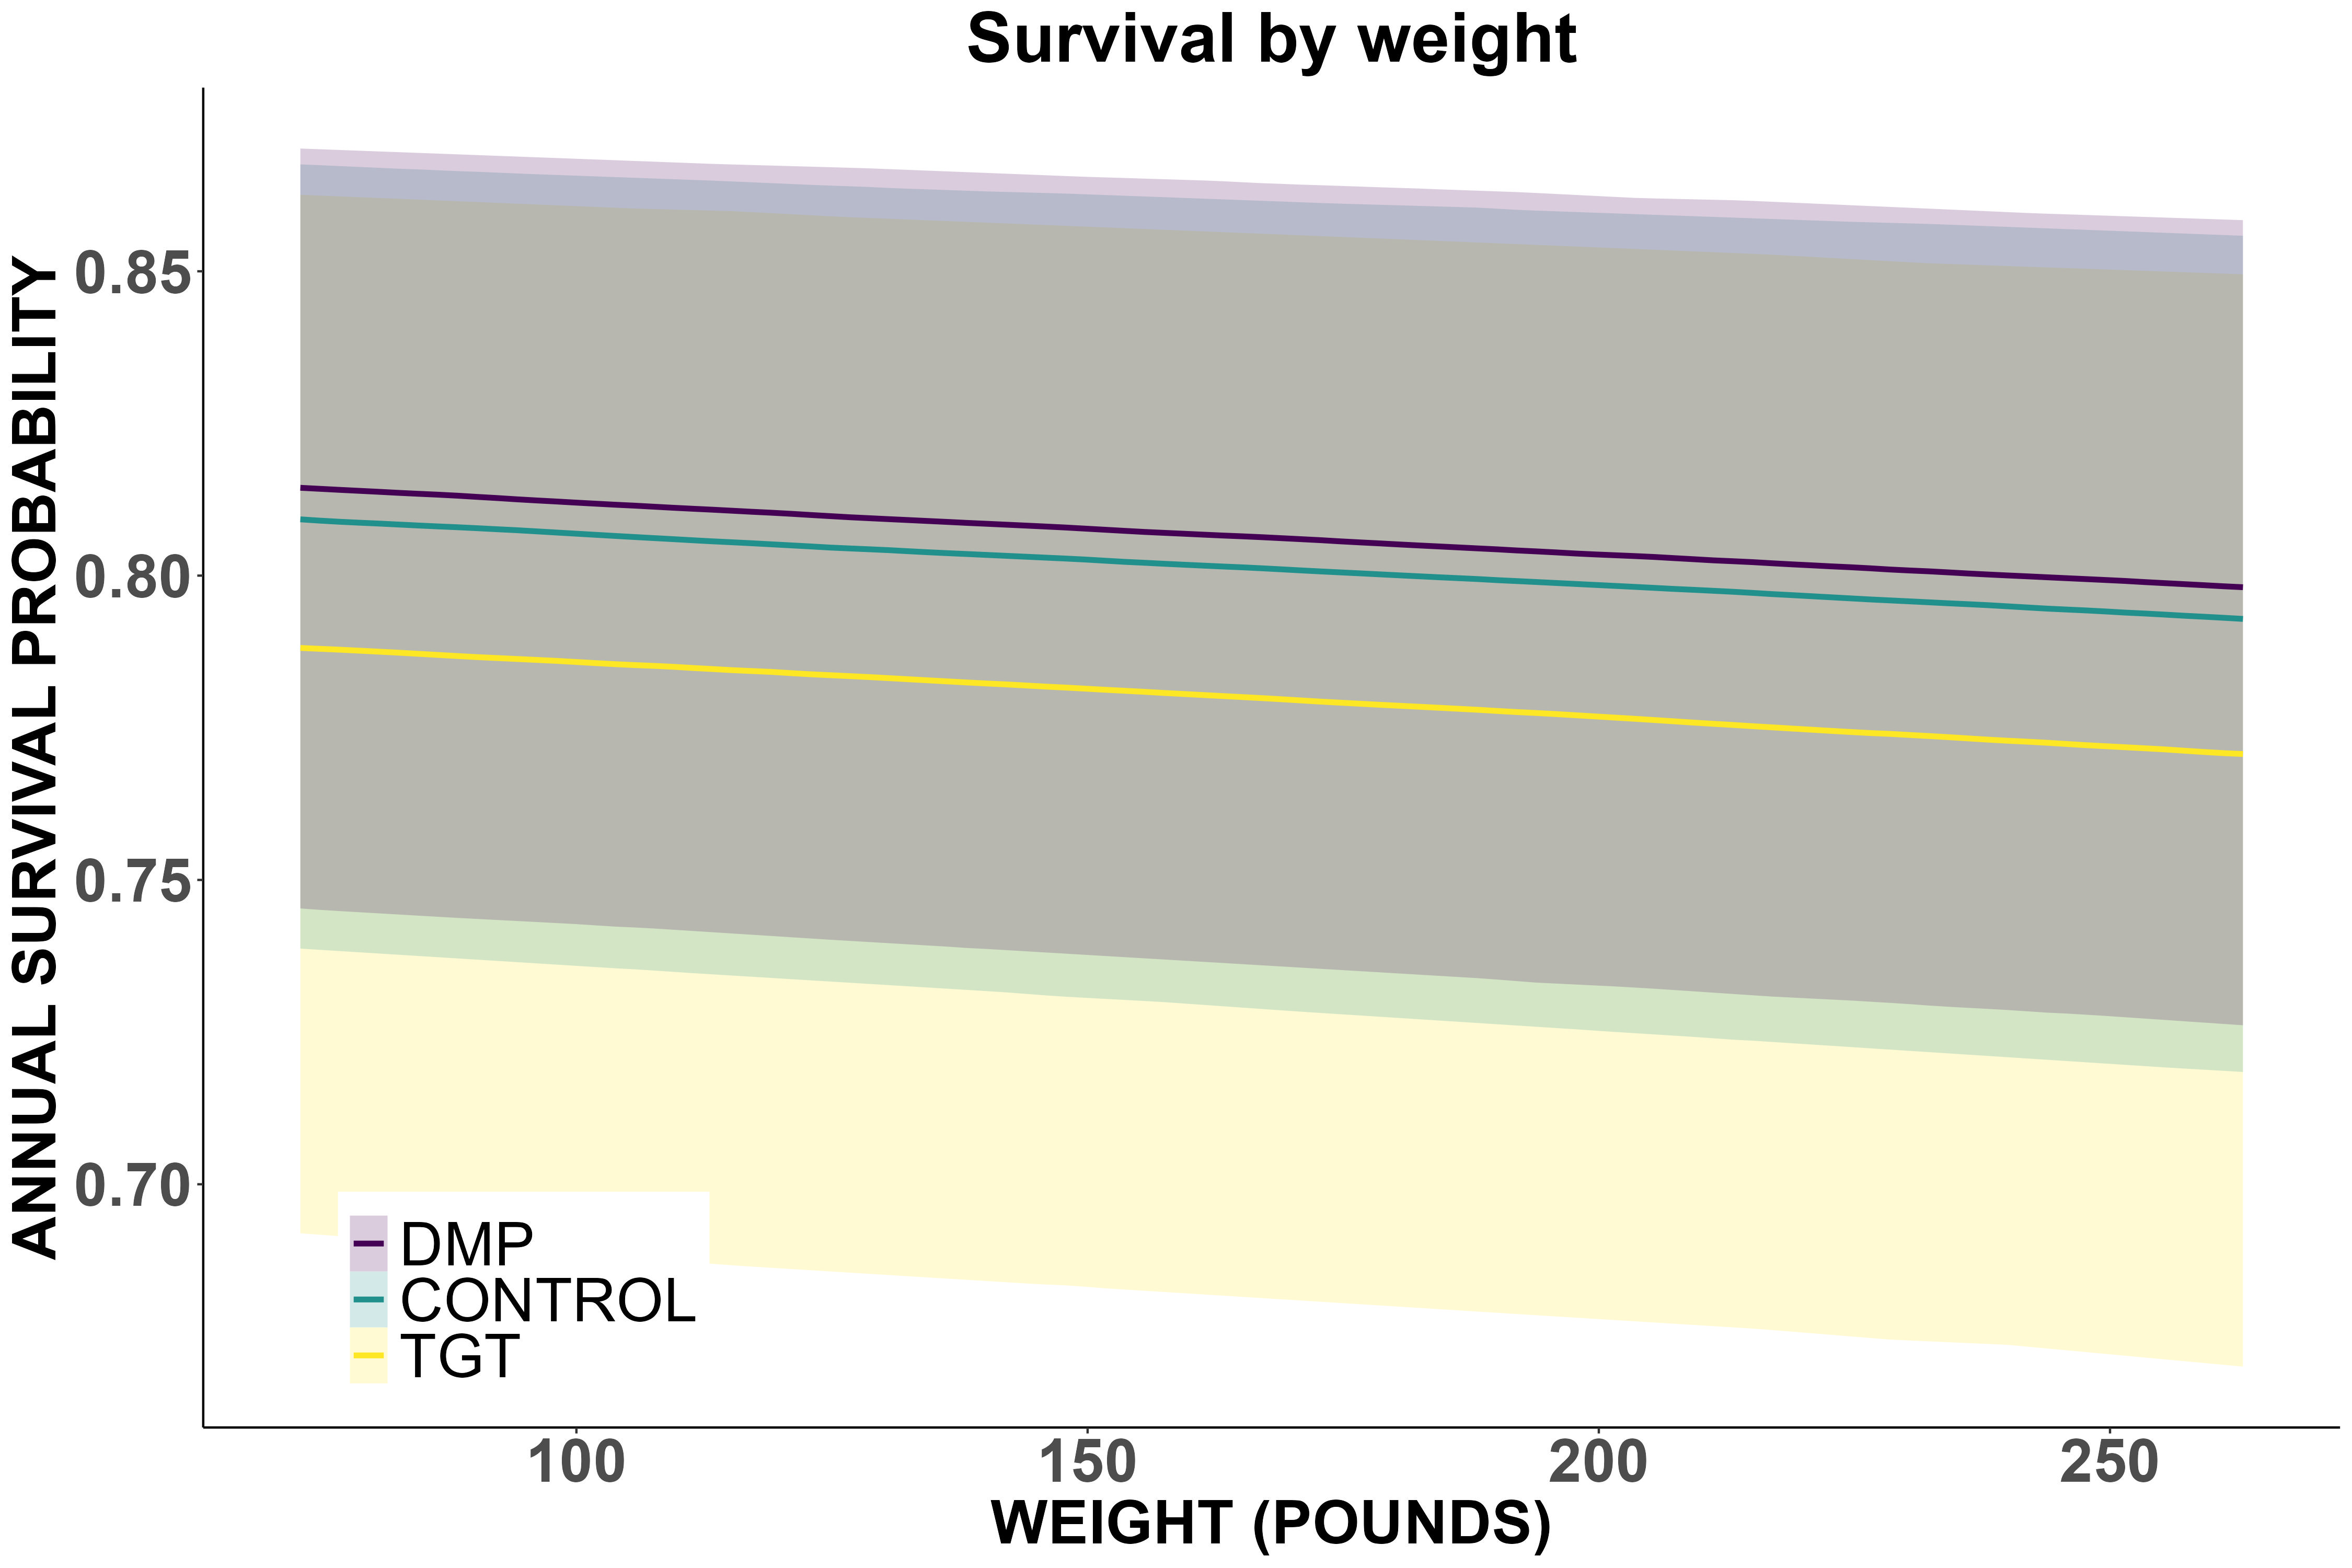 Survival by weight
ANNUAL SURVIVAL PROBABILITY
0.85
0.80
0.75
0.70
DMP
CONTROL
TGT
100 150 200 250
WEIGHT (POUNDS)